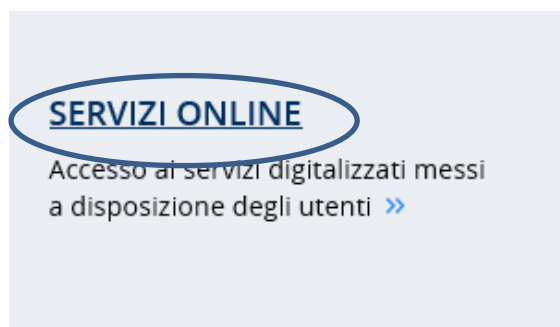 SERVIZI ONLINE
Accesso ai servizi digitalizzati messi
a disposizione degli utenti »